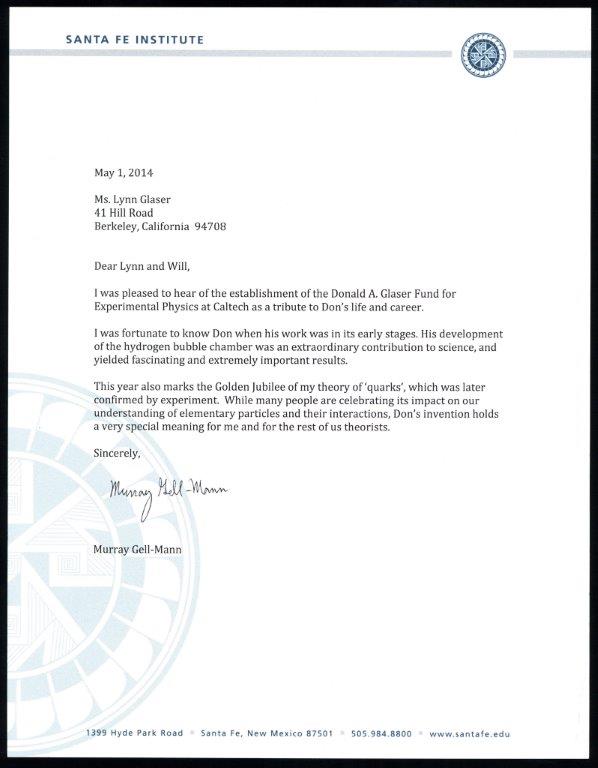 SANTA FE INSTITUTE
May 1, 2014
Ms. Lynn Glaser
41 Hill Road
Berkeley, California  94708
Dear Lynn and Will,
I was pleased to hear of the establishment of the Donald A. Glaser Fund for
Experimental Physics at Caltech as a tribute to Don's life and career.
I was fortunate to know Don when his work was in its early stages. His development
of the hydrogen bubble chamber was an extraordinary contribution to science, and
yielded fascinating and extremely important results.
This year also marks the Golden Jubilee of my theory of 'quarks', which was later
confirmed by experiment.  While many people are celebrating its impact on our
understanding of elementary particles and their interactions, Don's invention holds
a very special meaning for me and for the rest of us theorists.
Sincerely,
Murray Gell-Mann
Murray Gell-Mann
1399 Hyde Park Road ▪ Santa Fe, New Mexico 87501 ▪ 505.984.8800 ▪ www.santafe.edu